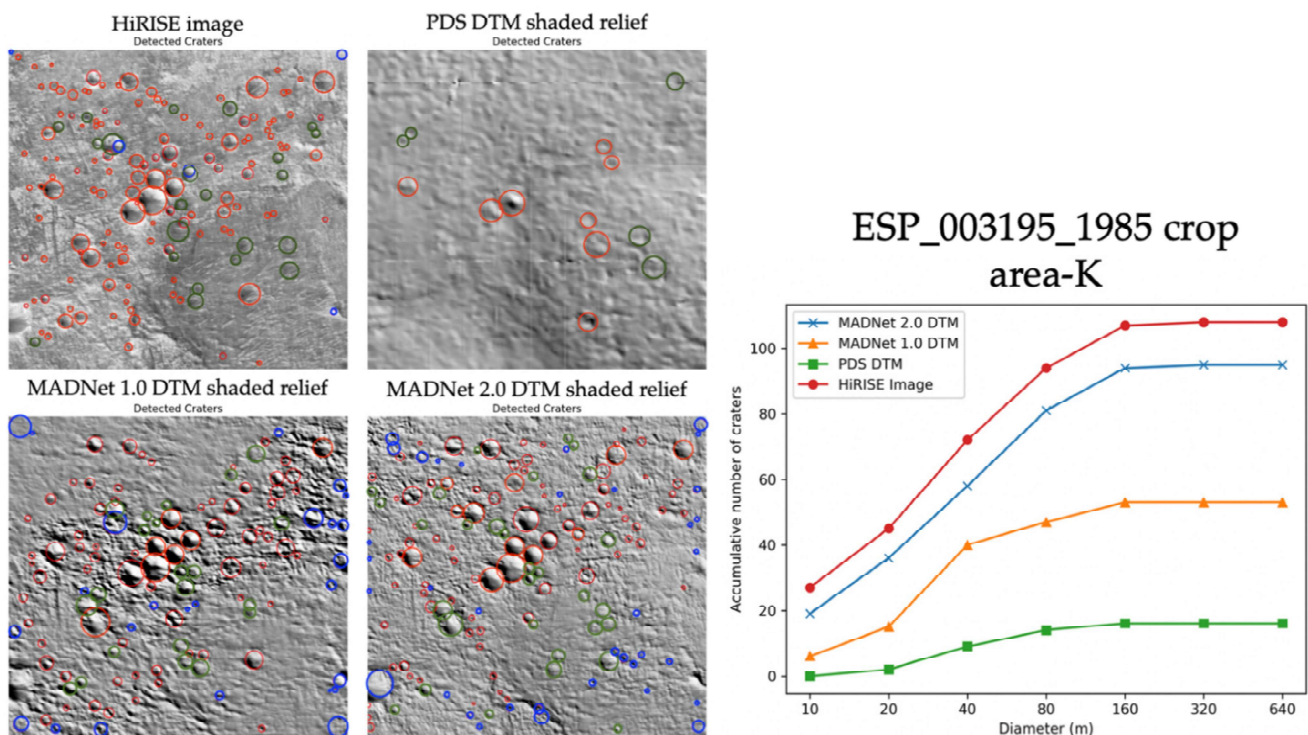 HiRISE image
Detected Craters
PDS DTM shaded relief
Detected Craters
MADNet 1.0 DTM shaded relief
Detected Craters
MADNet 2.0 DTM shaded relief
Detected Craters
ESP_003195_1985 crop
area-K
MADNet 2.0 DTM
MADNet 1.0 DTM
PDS DTM
HiRISE Image
Accumulative number of craters
100
80
60
40
20
0
10 20 40 80 160 320 640
Diameter (m)